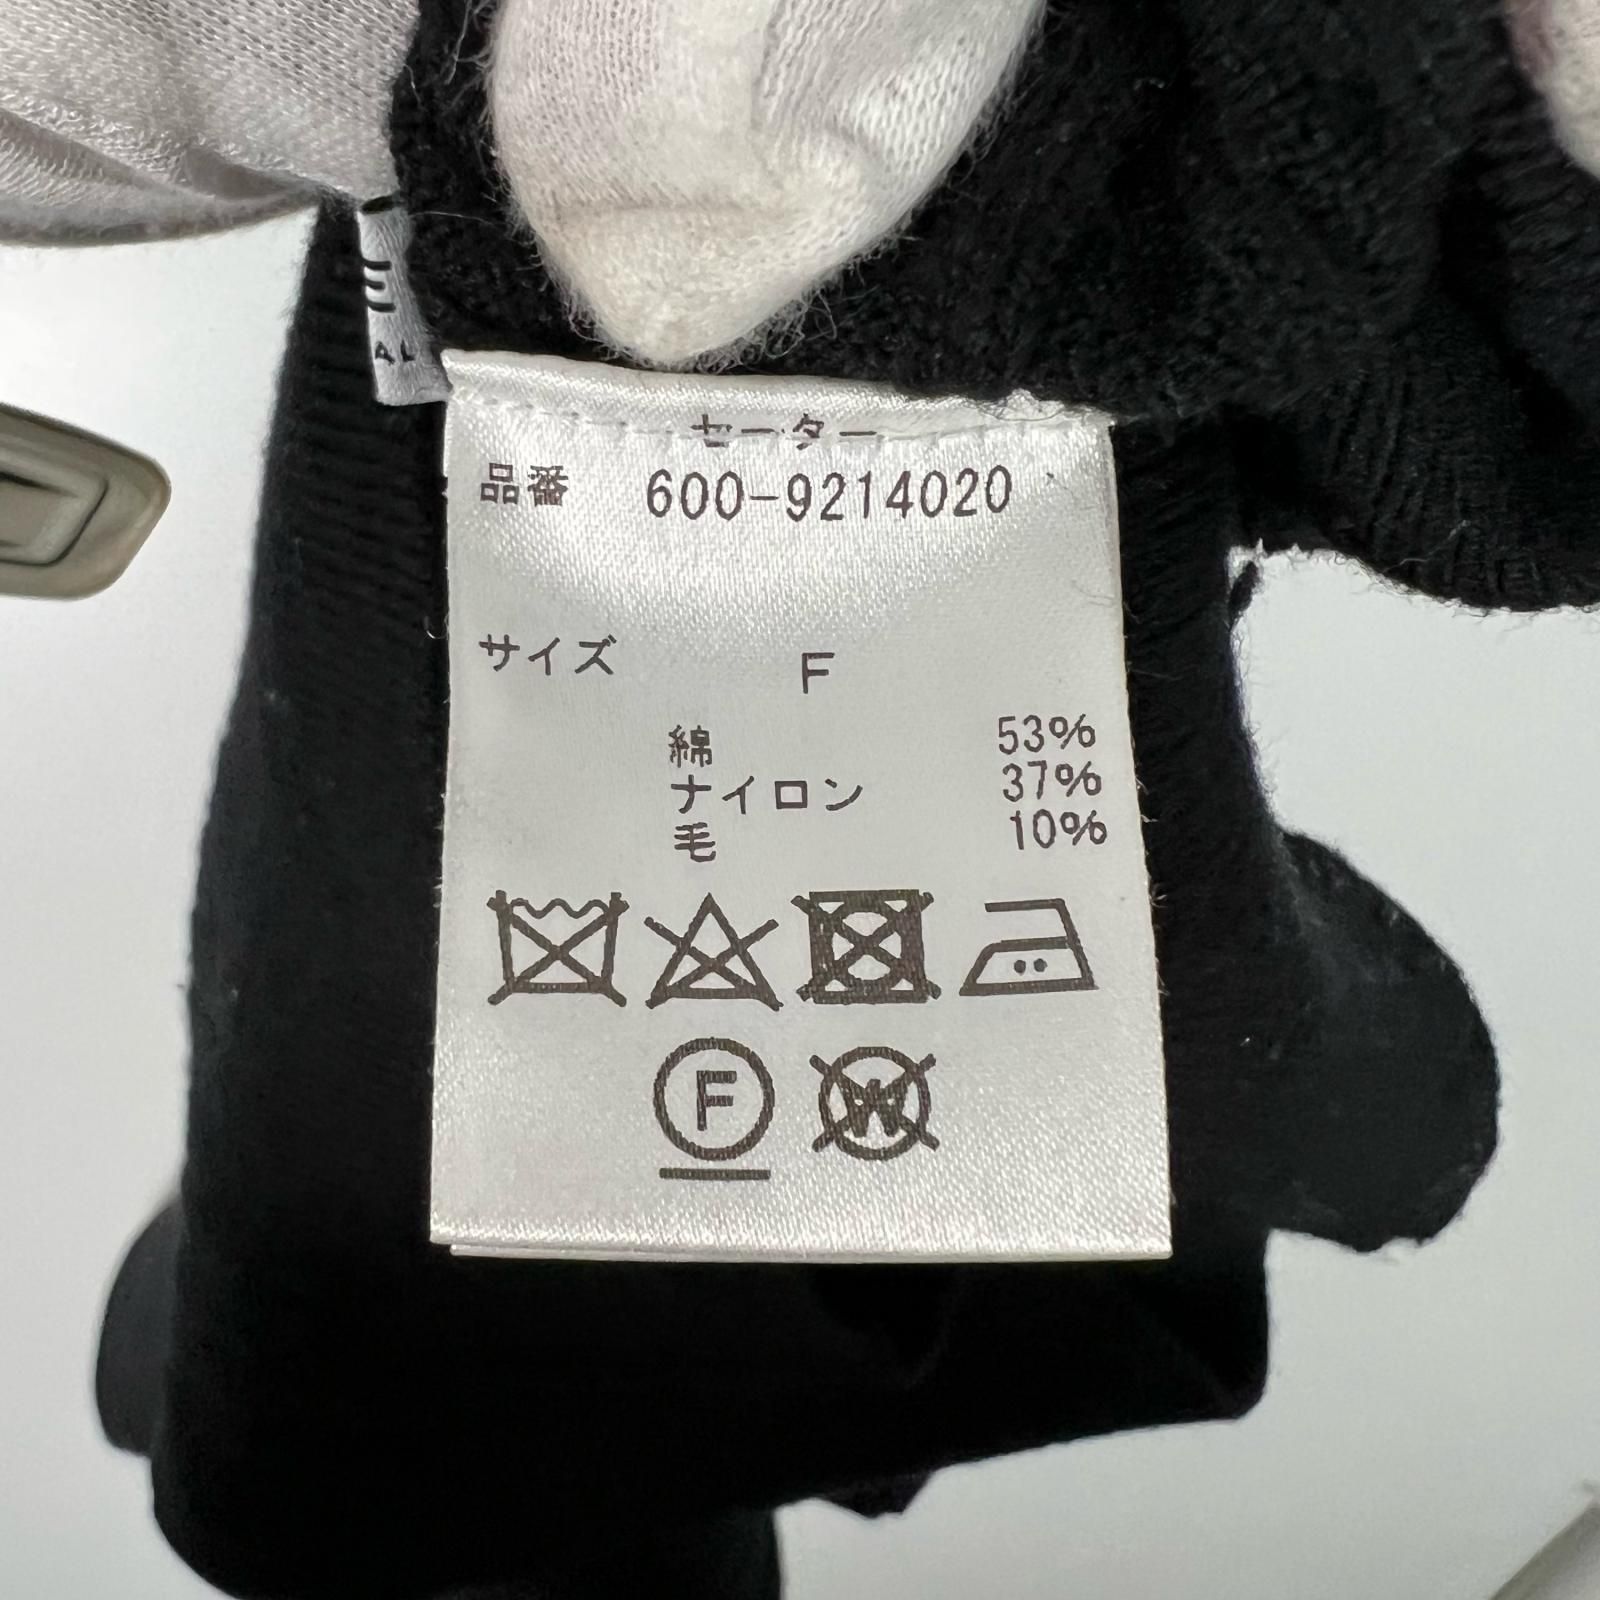 AL
セーター
品番 600-9214020
サイズ F
綿 53%
ナイロン 37%
毛 10%
F W